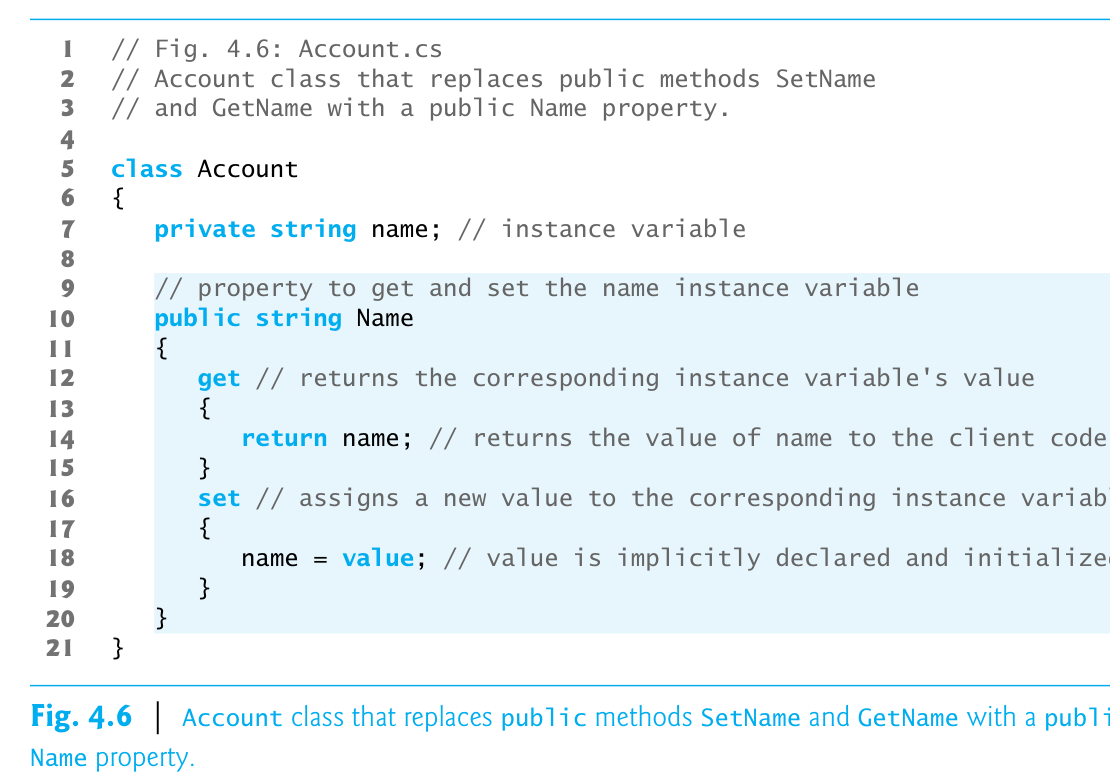 1 // Fig. 4.6: Account.cs
2 // Account class that replaces public methods SetName
3 // and GetName with a public Name property.
4
5 class Account
6 {
7 private string name; // instance variable
8
9 // property to get and set the name instance variable
10 public string Name
11 {
12 get // returns the corresponding instance variable's value
13 {
14 return name; // returns the value of name to the client code
15 }
16 set // assigns a new value to the corresponding instance
17 {
18 name = value; // value is implicitly declared and
19 }
20 }
21 }
Fig. 4.6 | Account class that replaces public methods SetName and GetName with a
Name property.